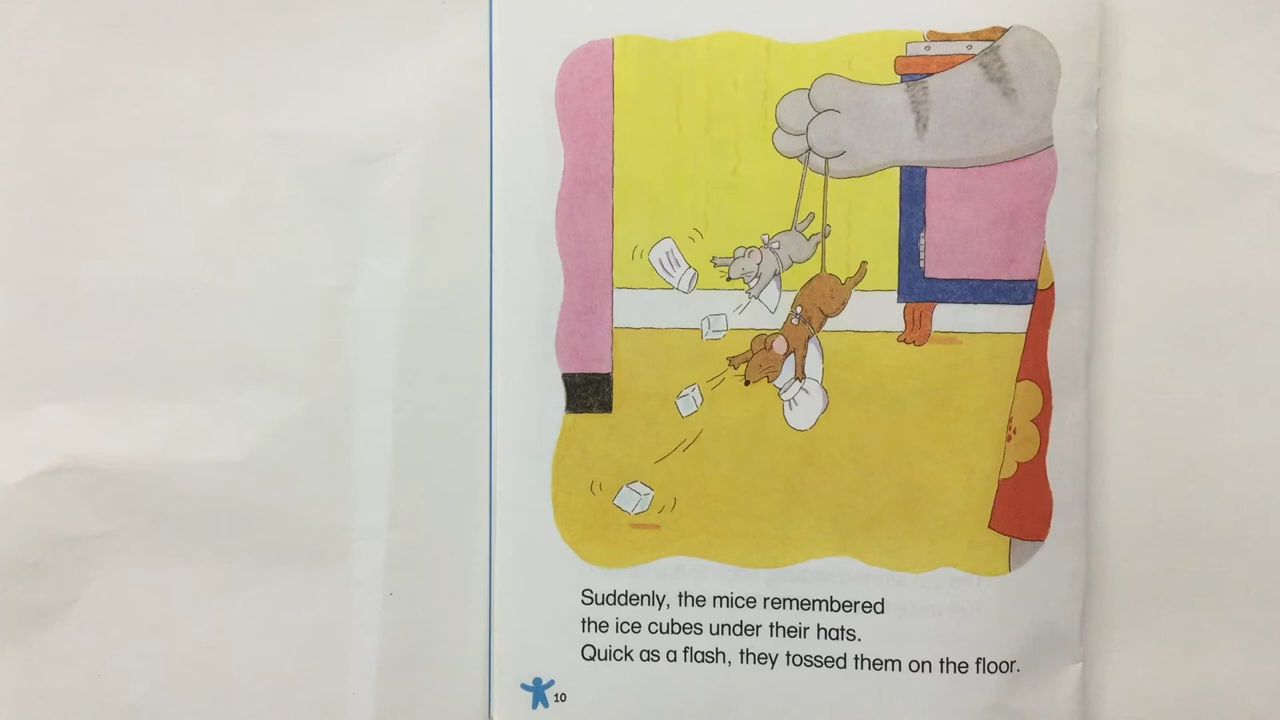 Suddenly, the mice remembered
the ice cubes under their hats.
Quick as a flash, they tossed them on the floor.
10